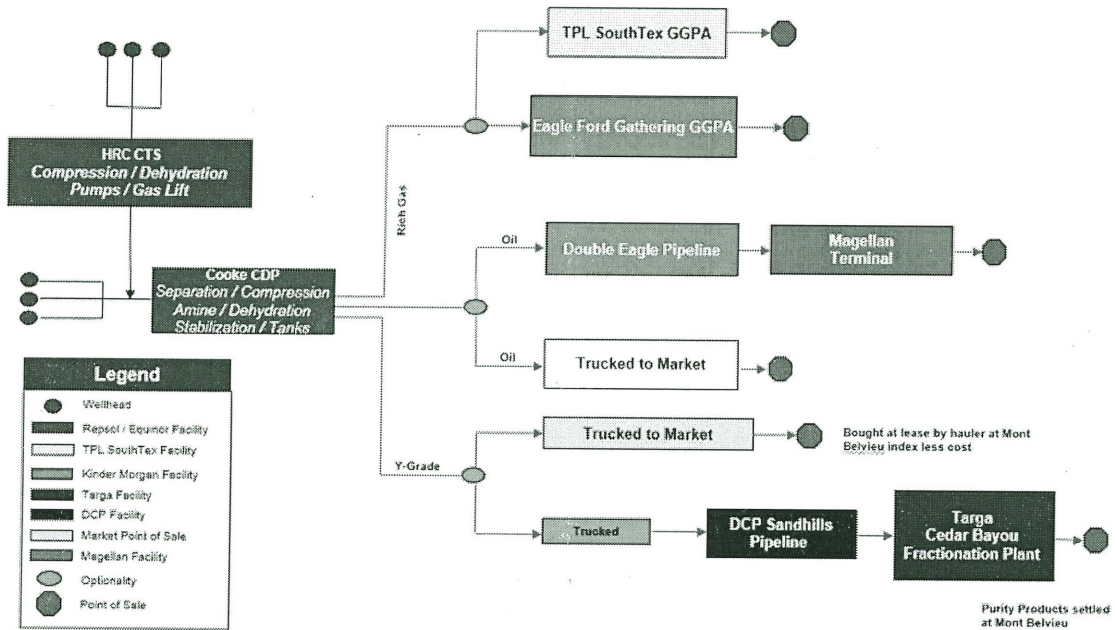 TPL SouthTex GGPA
Eagle Ford Gathering GGPA
HRC CTS
Compression / Dehydration
Pumps / Gas Lift
Rich Gas
Oil
Double Eagle Pipeline
Magellan
Terminal
Cooke CDP
Separation / Compression
Amine / Dehydration
Stabilization / Tanks
Oil
Trucked to Market
Legend
Wellhead
Repsol / Equinor Facility
TPL SouthTex Facility
Kinder Morgan Facility
Targa Facility
DCP Facility
Market Point of Sale
Magellan Facility
Optionality
Point of Sale
Y-Grade
Trucked to Market
Bought at lease by hauler at Mont
Belvieu index less cost
Trucked
DCP Sandhills
Pipeline
Targa
Cedar Bayou
Fractionation Plant
Purity Products settled
at Mont Belvieu